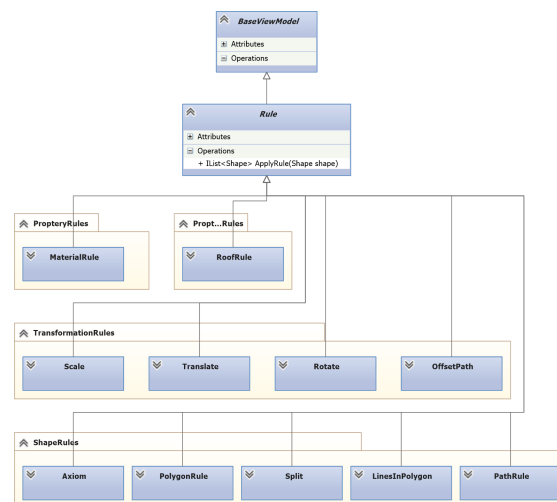 BaseViewModel
Attributes
Operations
Rule
Attributes
Operations
+ IList<Shape> ApplyRule(Shape shape)
PropteryRules
MaterialRule
Propt...Rules
RoofRule
TransformationRules
Scale
Translate
Rotate
OffsetPath
ShapeRules
Axiom
PolygonRule
Split
LinesInPolygon
PathRule